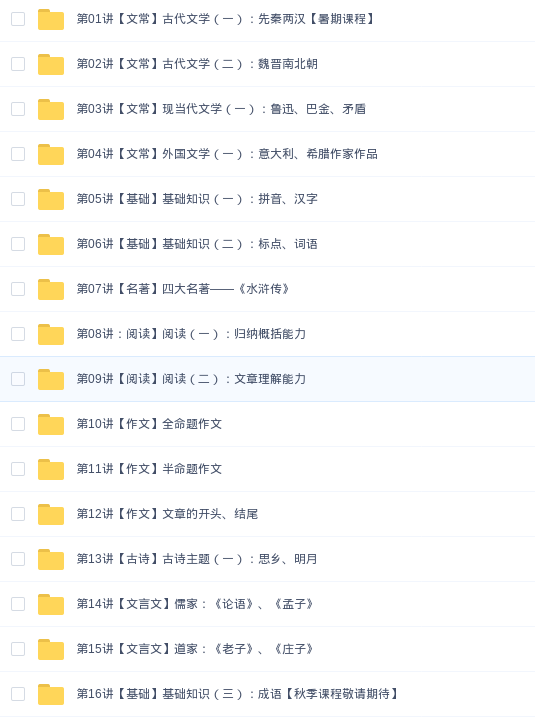 第01讲【文常】古代文学（一）：先秦两汉【暑期课程】
第02讲【文常】古代文学（二）：魏晋南北朝
第03讲【文常】现当代文学（一）：鲁迅、巴金、矛盾
第04讲【文常】外国文学（一）：意大利、希腊作家作品
第05讲【基础】基础知识（一）：拼音、汉字
第06讲【基础】基础知识（二）：标点、词语
第07讲【名著】四大名著——《水浒传》
第08讲：阅读】阅读（一）：归纳概括能力
第09讲【阅读】阅读（二）：文章理解能力
第10讲【作文】全命题作文
第11讲【作文】半命题作文
第12讲【作文】文章的开头、结尾
第13讲【古诗】古诗主题（一）：思乡、明月
第14讲【文言文】儒家：《论语》、《孟子》
第15讲【文言文】道家：《老子》、《庄子》
第16讲【基础】基础知识（三）：成语【秋季课程敬请期待】